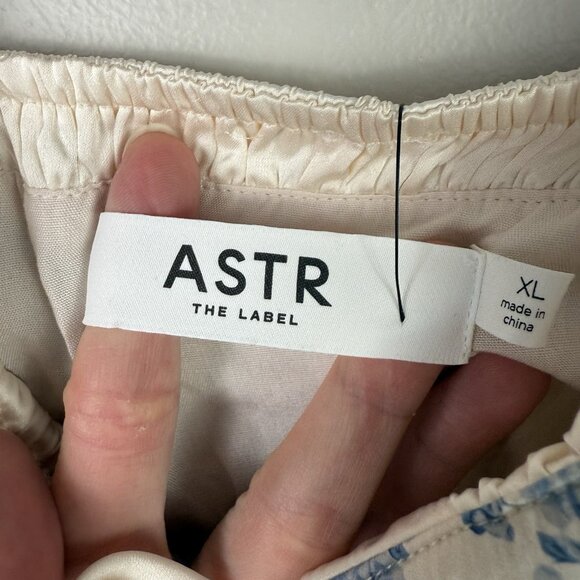 ASTR
THE LABEL
XL
made in
china